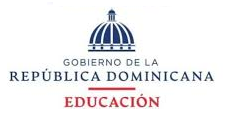 GOBIERNO DE LA
REPÚBLICA DOMINICANA
EDUCACIÓN